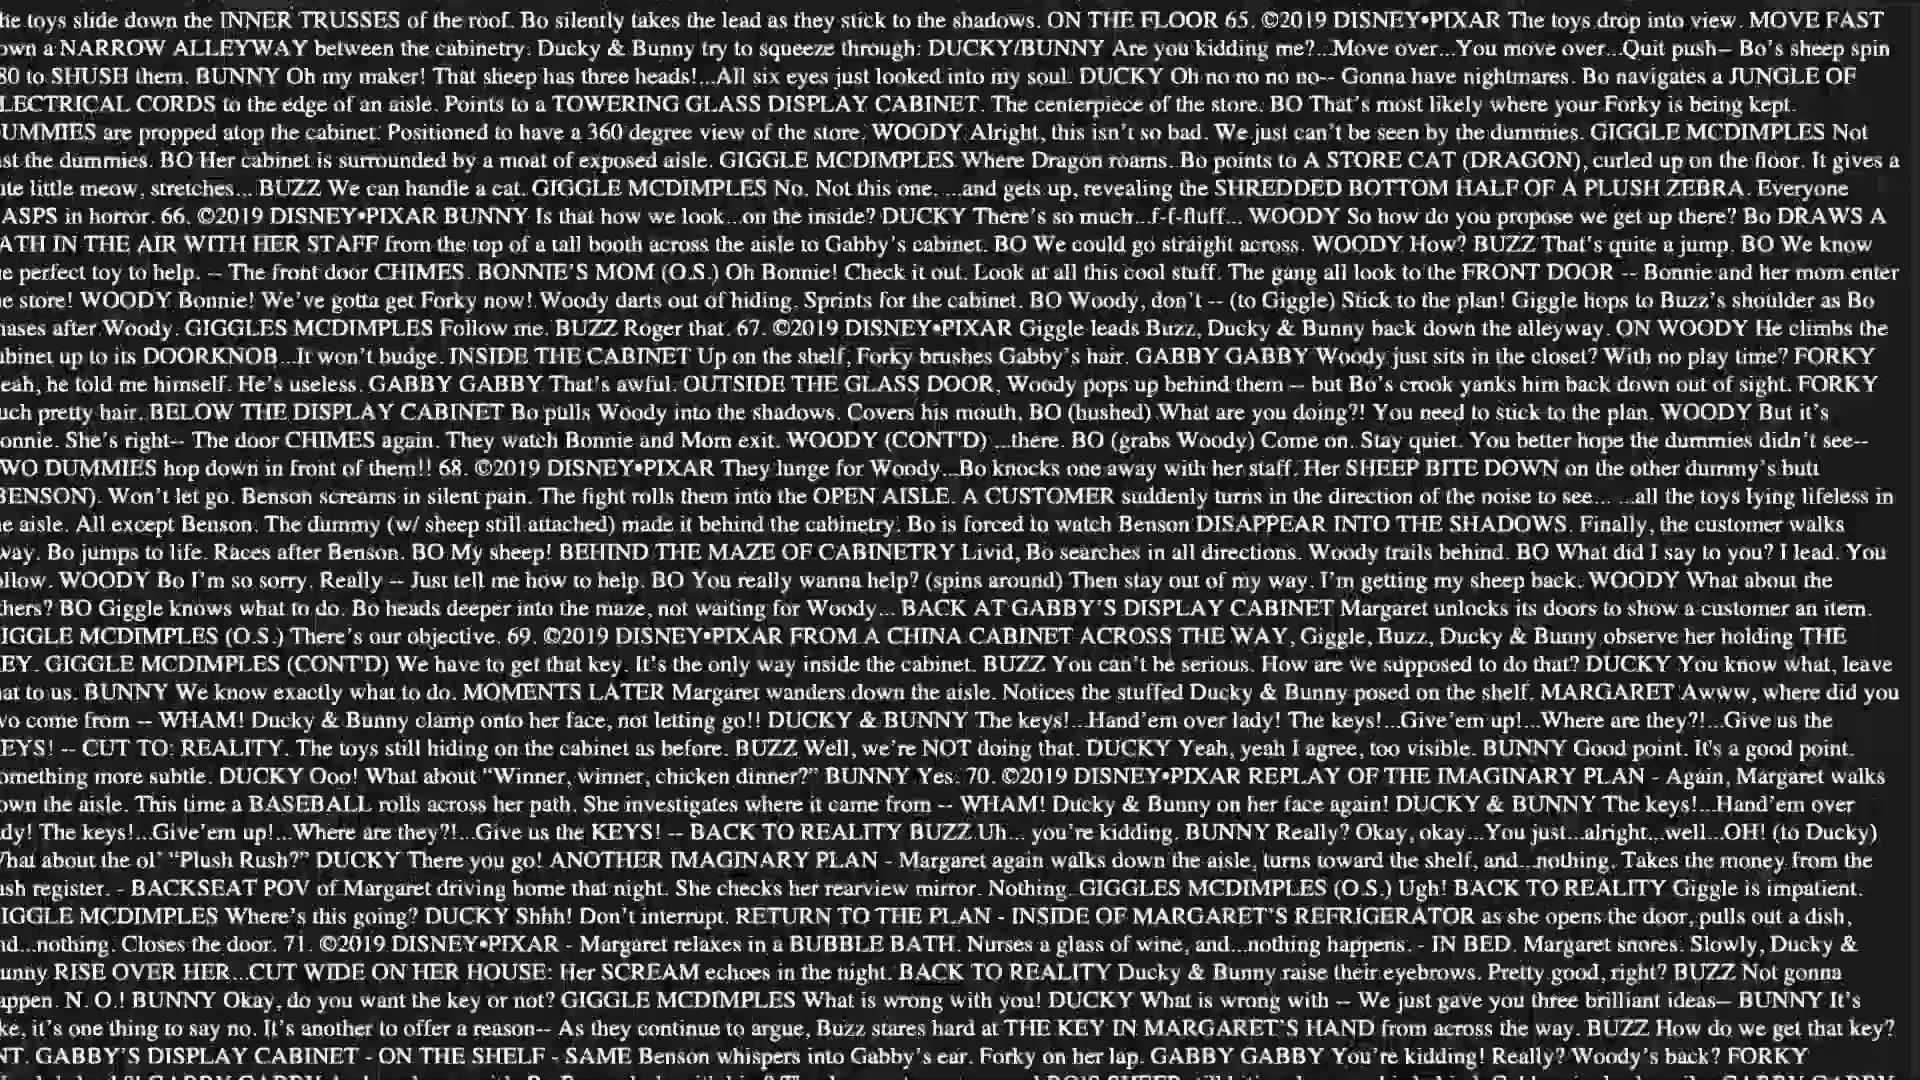 he toys slide down the INNER TRUSSES of the roof. Bo silently takes the lead as they stick to the shadows. ON THE FLOOR 65. ©2019 DISNEY•PIXAR The toys drop into view. MOVE FAST
own a NARROW ALLEYWAY between the cabinetry. Ducky & Bunny try to squeeze through: DUCKY/BUNNY Are you kidding me?...Move over...You move over...Quit push-- Bo's sheep spin
80 to SHUSH them. BUNNY Oh my maker! That sheep has three heads!...All six eyes just looked into my soul. DUCKY Oh no no no no-- Gonna have nightmares. Bo navigates a JUNGLE OF
LECTRICAL CORDS to the edge of an aisle. Points to a TOWERING GLASS DISPLAY CABINET. The centerpiece of the store. BO That's most likely where your Forky is being kept.
UMMIES are propped atop the cabinet. Positioned to have a 360 degree view of the store. WOODY Alright, this isn't so bad. We just can't be seen by the dummies. GIGGLE MCDIMPLES Not
ust the dummies. BO Her cabinet is surrounded by a moat of exposed aisle. GIGGLE MCDIMPLES Where Dragon roams. Bo points to A STORE CAT (DRAGON), curled up on the floor. It gives a
ute little meow, stretches... BUZZ We can handle a cat. GIGGLE MCDIMPLES No. Not this one. ...and gets up, revealing the SHREDDED BOTTOM HALF OF A PLUSH ZEBRA. Everyone
ASPS in horror. 66. ©2019 DISNEY•PIXAR BUNNY Is that how we look...on the inside? DUCKY There's so much...f-f-fluff... WOODY So how do you propose we get up there? Bo DRAWS A
ATH IN THE AIR WITH HER STAFF from the top of a tall booth across the aisle to Gabby's cabinet. BO We could go straight across. WOODY How? BUZZ That's quite a jump. BO We know
e perfect toy to help. -- The front door CHIMES. BONNIE'S MOM (O.S.) Oh Bonnie! Check it out. Look at all this cool stuff. The gang all look to the FRONT DOOR -- Bonnie and her mom enter
e store! WOODY Bonnie! We've gotta get Forky now! Woody darts out of hiding. Sprints for the cabinet. BO Woody, don't -- (to Giggle) Stick to the plan! Giggle hops to Buzz's shoulder as Bo
hases after Woody. GIGGLES MCDIMPLES Follow me. BUZZ Roger that. 67. ©2019 DISNEY•PIXAR Giggle leads Buzz, Ducky & Bunny back down the alleyway. ON WOODY He climbs the
abinet up to its DOORKNOB...It won't budge. INSIDE THE CABINET Up on the shelf, Forky brushes Gabby's hair. GABBY GABBY Woody just sits in the closet? With no play time? FORKY
eah, he told me himself. He's useless. GABBY GABBY That's awful. OUTSIDE THE GLASS DOOR, Woody pops up behind them -- but Bo's crook yanks him back down out of sight. FORKY
uch pretty hair. BELOW THE DISPLAY CABINET Bo pulls Woody into the shadows. Covers his mouth. BO (hushed) What are you doing?! You need to stick to the plan. WOODY But it's
onnie. She's right-- The door CHIMES again. They watch Bonnie and Mom exit. WOODY (CONT'D) ...there. BO (grabs Woody) Come on. Stay quiet. You better hope the dummies didn't see--
WO DUMMIES hop down in front of them!! 68. ©2019 DISNEY•PIXAR They lunge for Woody...Bo knocks one away with her staff. Her SHEEP BITE DOWN on the other dummy's butt
BENSON). Won't let go. Benson screams in silent pain. The fight rolls them into the OPEN AISLE. A CUSTOMER suddenly turns in the direction of the noise to see... ...all the toys lying lifeless in
e aisle. All except Benson. The dummy (w/ sheep still attached) made it behind the cabinetry. Bo is forced to watch Benson DISAPPEAR INTO THE SHADOWS. Finally, the customer walks
way. Bo jumps to life. Races after Benson. BO My sheep! BEHIND THE MAZE OF CABINETRY Livid, Bo searches in all directions. Woody trails behind. BO What did I say to you? I lead. You
ollow. WOODY Bo I'm so sorry. Really -- Just tell me how to help. BO You really wanna help? (spins around) Then stay out of my way. I'm getting my sheep back. WOODY What about the
thers? BO Giggle knows what to do. Bo heads deeper into the maze, not waiting for Woody... BACK AT GABBY'S DISPLAY CABINET Margaret unlocks its doors to show a customer an item.
IGGLE MCDIMPLES (O.S.) There's our objective. 69. ©2019 DISNEY•PIXAR FROM A CHINA CABINET ACROSS THE WAY, Giggle, Buzz, Ducky & Bunny observe her holding THE
EY. GIGGLE MCDIMPLES (CONT'D) We have to get that key. It's the only way inside the cabinet. BUZZ You can't be serious. How are we supposed to do that? DUCKY You know what, leave
at to us. BUNNY We know exactly what to do. MOMENTS LATER Margaret wanders down the aisle. Notices the stuffed Ducky & Bunny posed on the shelf. MARGARET Awww, where did you
wo come from -- WHAM! Ducky & Bunny clamp onto her face, not letting go!! DUCKY & BUNNY The keys!...Hand'em over lady! The keys!...Give'em up!...Where are they?!...Give us the
EYS! -- CUT TO: REALITY. The toys still hiding on the cabinet as before. BUZZ Well, we're NOT doing that. DUCKY Yeah, yeah I agree, too visible. BUNNY Good point. It's a good point.
omething more subtle. DUCKY Ooo! What about "Winner, winner, chicken dinner?" BUNNY Yes. 70. ©2019 DISNEY•PIXAR REPLAY OF THE IMAGINARY PLAN - Again, Margaret walks
own the aisle. This time a BASEBALL rolls across her path. She investigates where it came from -- WHAM! Ducky & Bunny on her face again! DUCKY & BUNNY The keys!...Hand'em over
ady! The keys!...Give'em up!...Where are they?!...Give us the KEYS! -- BACK TO REALITY BUZZ Uh... you're kidding. BUNNY Really? Okay, okay...You just...alright...well...OH! (to Ducky)
What about the ol' "Plush Rush?" DUCKY There you go! ANOTHER IMAGINARY PLAN - Margaret again walks down the aisle, turns toward the shelf, and...nothing. Takes the money from the
ash register. - BACKSEAT POV of Margaret driving home that night. She checks her rearview mirror. Nothing. GIGGLES MCDIMPLES (O.S.) Ugh! BACK TO REALITY Giggle is impatient.
IGGLE MCDIMPLES Where's this going? DUCKY Shhh! Don't interrupt. RETURN TO THE PLAN - INSIDE OF MARGARET'S REFRIGERATOR as she opens the door, pulls out a dish,
nd...nothing. Closes the door. 71. ©2019 DISNEY•PIXAR - Margaret relaxes in a BUBBLE BATH. Nurses a glass of wine, and...nothing happens. - IN BED. Margaret snores. Slowly, Ducky &
unny RISE OVER HER...CUT WIDE ON HER HOUSE: Her SCREAM echoes in the night. BACK TO REALITY Ducky & Bunny raise their eyebrows. Pretty good, right? BUZZ Not gonna
appen. N. O.! BUNNY Okay, do you want the key or not? GIGGLE MCDIMPLES What is wrong with you! DUCKY What is wrong with -- We just gave you three brilliant ideas-- BUNNY It's
ke, it's one thing to say no. It's another to offer a reason-- As they continue to argue, Buzz stares hard at THE KEY IN MARGARET'S HAND from across the way. BUZZ How do we get that key?
NT. GABBY'S DISPLAY CABINET - ON THE SHELF - SAME Benson whispers into Gabby's ear. Forky on her lap. GABBY GABBY You're kidding! Really? Woody's back? FORKY